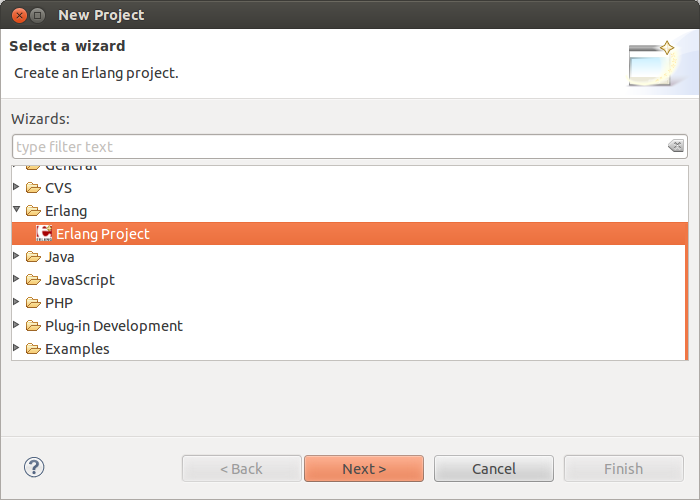 New Project
Select a wizard
Create an Erlang project.
Wizards:
type filter text
General
CVS
Erlang
Erlang Project
Java
JavaScript
PHP
Plug-in Development
Examples
?
< Back
Next >
Cancel
Finish